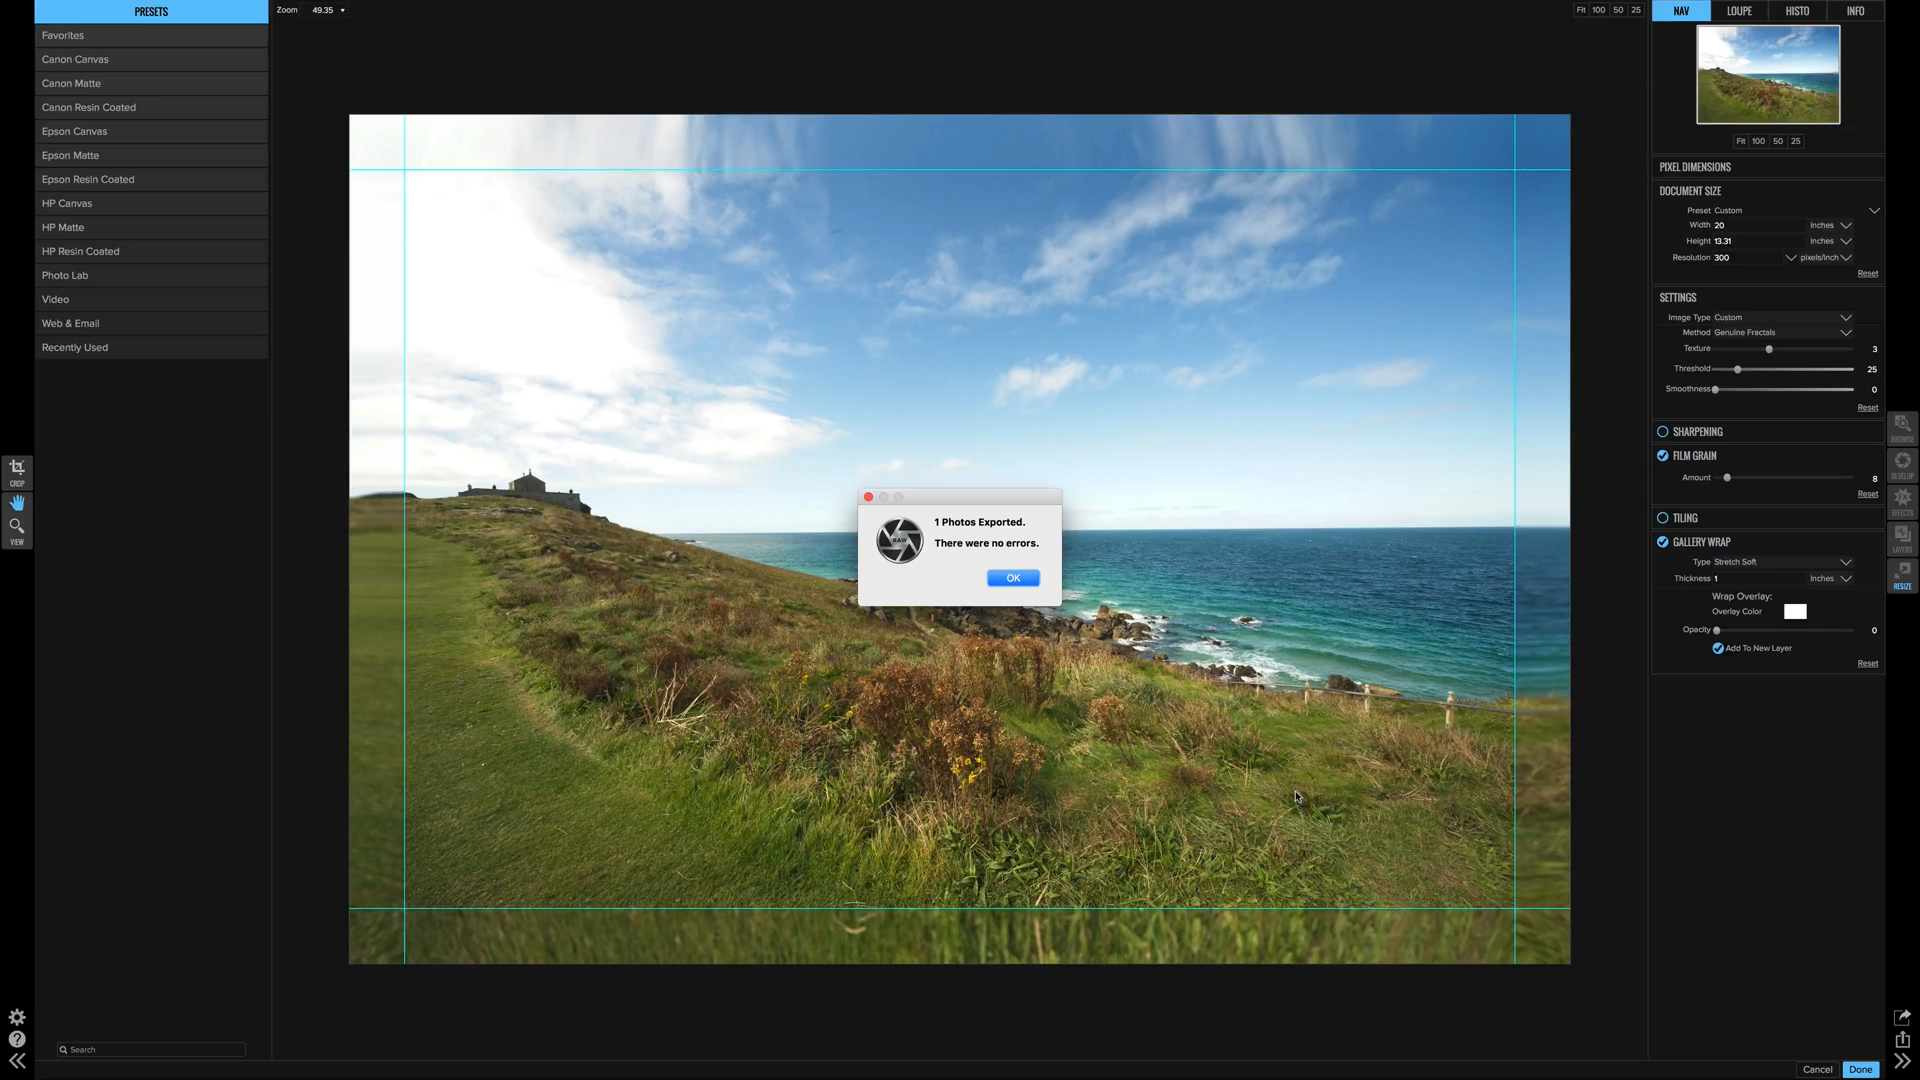 PRESETS
Favorites
Canon Canvas
Canon Matte
Canon Resin Coated
Epson Canvas
Epson Matte
Epson Resin Coated
HP Canvas
HP Matte
HP Resin Coated
Photo Lab
Video
Web & Email
Recently Used
CROP
VIEW
Search
Zoom 49.35
Fit 100 50 25
RAW
1 Photos Exported.
There were no errors.
OK
NAV LOUPE HISTO INFO
Fit 100 50 25
PIXEL DIMENSIONS
DOCUMENT SIZE
Preset Custom
Width 20 inches
Height 13.31 inches
Resolution 300 pixels/inch
Reset
SETTINGS
Image Type Custom
Method Genuine Fractals
Texture 3
Threshold 25
Smoothness 0
Reset
SHARPENING
FILM GRAIN
Amount 8
Reset
TILING
GALLERY WRAP
Type Stretch Soft
Thickness 1 inches
Wrap Overlay:
Overlay Color
Opacity 0
Add To New Layer
Reset
BROWSE
DEVELOP
EFFECTS
LAYERS
RESIZE
Cancel Done